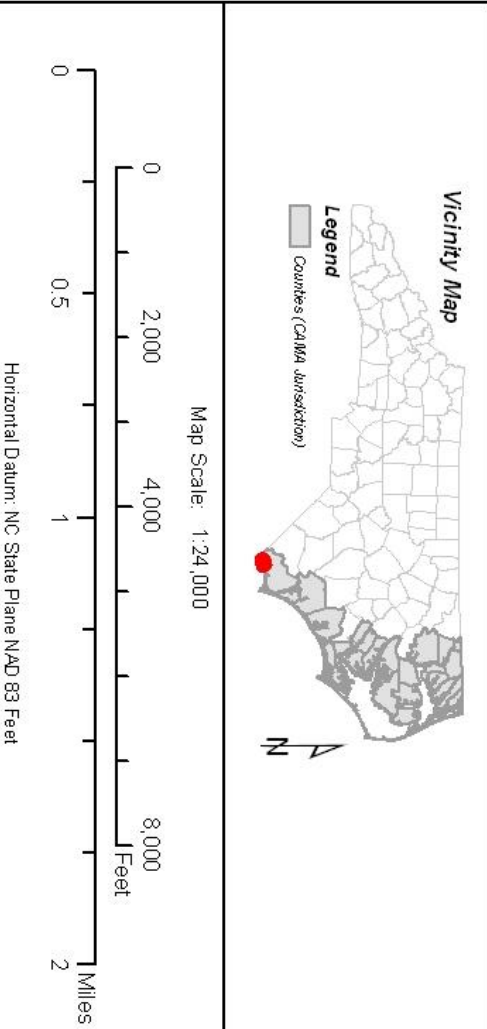 Vicinity Map
Legend
Counties (CAMA Jurisdiction)
N
Map Scale: 1:24,000
0 2,000 4,000 8,000
Feet
0 0.5 1 2
Miles
Horizontal Datum: NC State Plane NAD 83 Feet